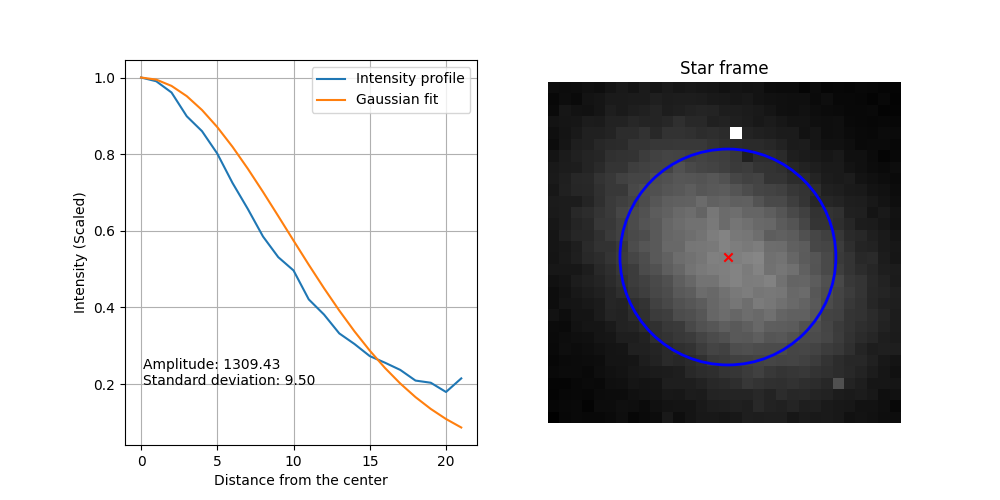 Star frame
Intensity profile
Gaussian fit
1.0
0.8
0.6
0.4
0.2
Intensity (Scaled)
Amplitude: 1309.43
Standard deviation: 9.50
0 5 10 15 20
Distance from the center